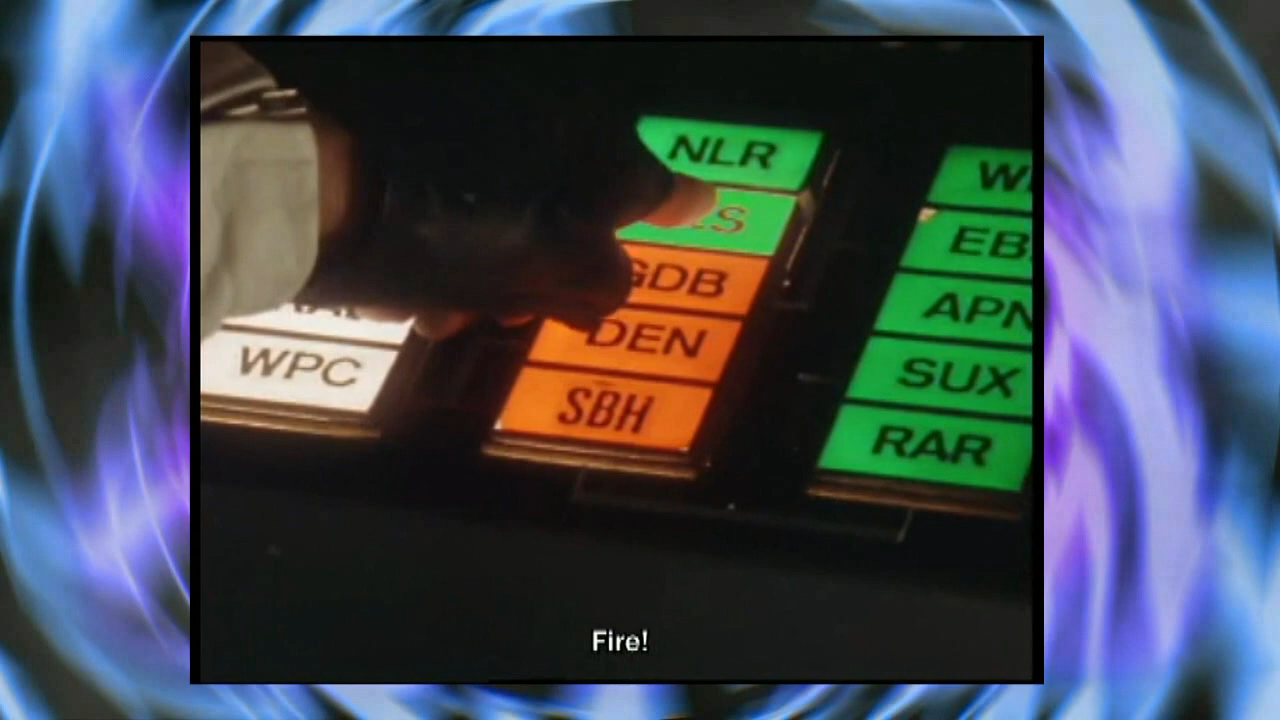 NLR
GDB
DEN
SBH
WPC
EB
APN
SUX
RAR
Fire!